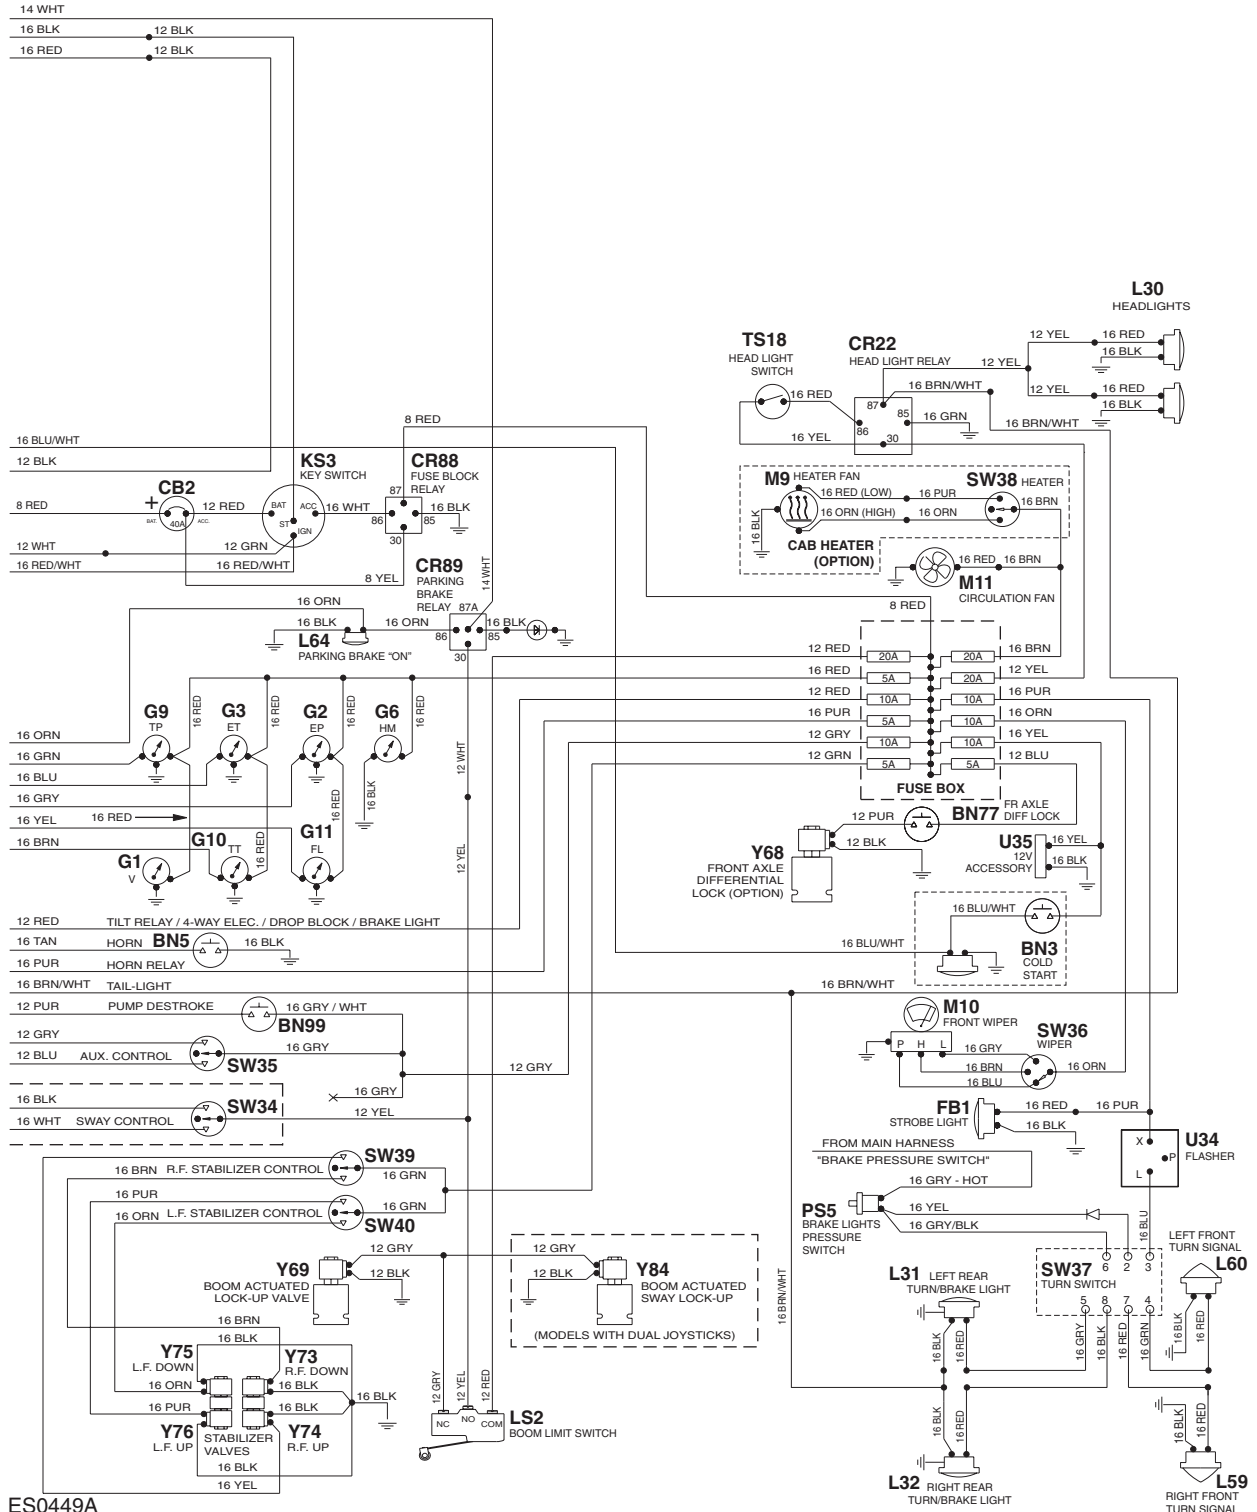 14 WHT
16 BLK 12 BLK
16 RED 12 BLK
L30
HEADLIGHTS
TS18
HEAD LIGHT
SWITCH
CR22
HEAD LIGHT RELAY
12 YEL
12 YEL 16 RED
16 BLK
12 YEL 16 RED
16 BLK
16 RED
16 BRN/WHT
87
85
86
30
16 GRN
16 BRN/WHT
16 YEL
8 RED
16 BLU/WHT
12 BLK
KS3
KEY SWITCH
CR88
FUSE BLOCK
RELAY
CB2
+
8 RED
BAT.
40A
ACC.
12 RED
BAT
ACC
ST
IGN
16 WHT
87
86
85
30
16 BLK
12 WHT
12 GRN
16 RED/WHT
16 RED/WHT
8 YEL
M9 HEATER FAN
SW38 HEATER
16 RED (LOW) 16 PUR
16 BRN
16 ORN (HIGH) 16 ORN
16 BLK
CAB HEATER
(OPTION)
16 RED 16 BRN
M11
CIRCULATION FAN
CR89
PARKING
BRAKE
RELAY
87A
14 WHT
16 ORN
16 BLK
16 ORN
86
85
16 BLK
30
L64
PARKING BRAKE "ON"
8 RED
12 RED 20A 20A 16 BRN
16 RED 5A 20A 12 YEL
12 RED 10A 10A 16 PUR
16 PUR 5A 10A 16 ORN
12 GRY 10A 10A 16 YEL
12 GRN 5A 5A 12 BLU
FUSE BOX
G9
TP
16 RED
G3
ET
16 RED
G2
EP
16 RED
G6
HM
16 RED
16 ORN
16 GRN
16 BLU
16 GRY
16 YEL
16 RED
16 BRN
16 RED
16 BLK
12 WHT
12 YEL
G1
V
G10
TT
16 RED
G11
FL
12 PUR
12 BLK
BN77
FR AXLE
DIFF LOCK
Y68
FRONT AXLE
DIFFERENTIAL
LOCK (OPTION)
U35
12V
ACCESSORY
16 YEL
16 BLK
12 RED TILT RELAY / 4-WAY ELEC. / DROP BLOCK / BRAKE LIGHT
16 TAN HORN BN5 16 BLK
16 PUR HORN RELAY
16 BRN/WHT TAIL-LIGHT
16 BRN/WHT
16 BLU/WHT
16 BLU/WHT
BN3
COLD
START
12 PUR PUMP DESTROKE
16 GRY / WHT
BN99
12 GRY
12 BLU AUX. CONTROL
16 GRY
SW35
12 GRY
16 GRY
16 BLK
16 WHT SWAY CONTROL
SW34
12 YEL
M10
FRONT WIPER
P H L
16 GRY
16 BRN
16 BLU
SW36
WIPER
16 ORN
FB1
STROBE LIGHT
16 RED 16 PUR
16 BLK
FROM MAIN HARNESS
"BRAKE PRESSURE SWITCH"
X
P
L
U34
FLASHER
SW39
16 BRN R.F. STABILIZER CONTROL
16 GRN
16 PUR
16 ORN L.F. STABILIZER CONTROL
16 GRN
SW40
16 GRY - HOT
16 YEL
16 GRY/BLK
PS5
BRAKE LIGHTS
PRESSURE
SWITCH
16 BLU
Y69
BOOM ACTUATED
LOCK-UP VALVE
12 GRY
12 BLK
12 GRY
12 BLK
Y84
BOOM ACTUATED
SWAY LOCK-UP
(MODELS WITH DUAL JOYSTICKS)
16 BRN/WHT
L31 LEFT REAR
TURN/BRAKE LIGHT
SW37
TURN SWITCH
6 2 3
5 8 7 4
LEFT FRONT
TURN SIGNAL
L60
16 BLK
16 RED
16 GRY
16 BLK
16 RED
16 GRN
16 BLK
16 RED
16 BRN
16 BLK
Y75
L.F. DOWN
Y73
R.F. DOWN
16 ORN
16 BLK
16 BLK
16 PUR
16 BLK
Y76
L.F. UP
STABILIZER
VALVES
Y74
R.F. UP
16 BLK
16 YEL
12 GRY
12 YEL
12 RED
NC NO COM
LS2
BOOM LIMIT SWITCH
16 BLK
16 RED
L32 RIGHT REAR
TURN/BRAKE LIGHT
16 BLK
16 RED
L59
RIGHT FRONT
TURN SIGNAL
ES0449A